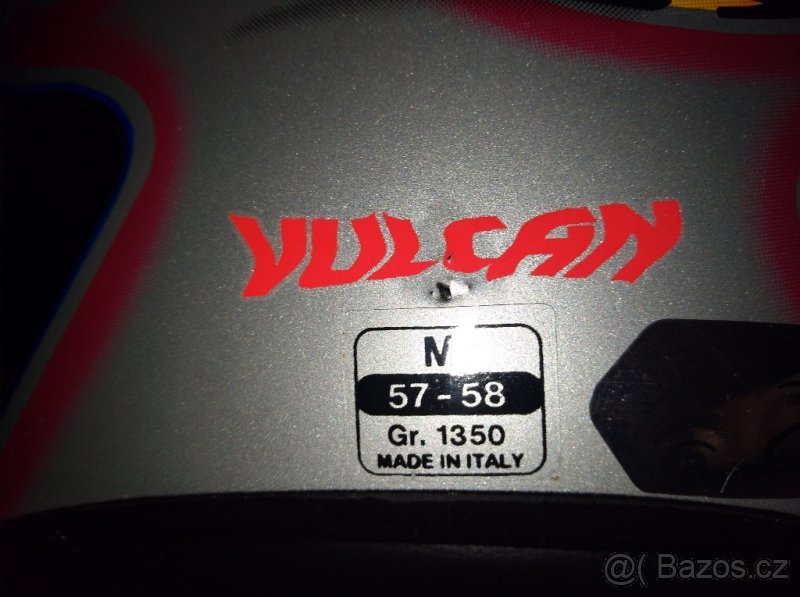 VULCAN
M
57 - 58
Gr. 1350
MADE IN ITALY
@( Bazos.cz